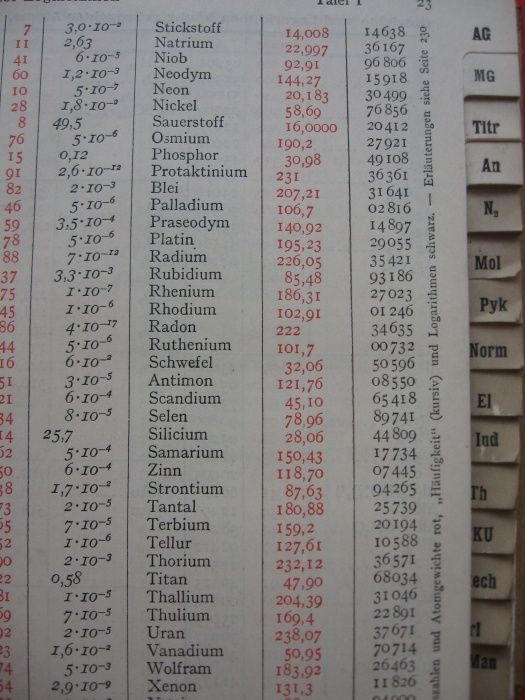 Tafel 1 23
7 3,0·10⁻² Stickstoff 14,008 14638
11 2,63 Natrium 22,997 36167
41 6·10⁻⁵ Niob 92,91 96806
60 1,2·10⁻³ Neodym 144,27 15918
10 5·10⁻⁷ Neon 20,183 30499
28 1,8·10⁻² Nickel 58,69 76856
8 49,5 Sauerstoff 16,0000 20412
76 5·10⁻⁶ Osmium 190,2 27921
15 0,12 Phosphor 30,98 49108
91 2,6·10⁻¹² Protaktinium 231 36361
82 2·10⁻³ Blei 207,21 31641
46 5·10⁻⁶ Palladium 106,7 02816
59 3,5·10⁻⁴ Praseodym 140,92 14897
78 5·10⁻⁶ Platin 195,23 29055
88 7·10⁻¹² Radium 226,05 35421
37 3,3·10⁻³ Rubidium 85,48 93186
75 1·10⁻⁷ Rhenium 186,31 27023
45 1·10⁻⁶ Rhodium 102,91 01246
86 4·10⁻¹⁷ Radon 222 34635
44 5·10⁻⁶ Ruthenium 101,7 00732
16 6·10⁻² Schwefel 32,06 50596
51 3·10⁻⁵ Antimon 121,76 08550
21 6·10⁻⁴ Scandium 45,10 65418
34 8·10⁻⁵ Selen 78,96 89741
14 25,7 Silicium 28,06 44809
62 5·10⁻⁴ Samarium 150,43 17734
50 6·10⁻⁴ Zinn 118,70 07445
38 1,7·10⁻² Strontium 87,63 94265
73 2·10⁻⁵ Tantal 180,88 25739
65 7·10⁻⁵ Terbium 159,2 20194
52 1·10⁻⁶ Tellur 127,61 10588
90 2·10⁻³ Thorium 232,12 36571
22 0,58 Titan 47,90 68034
81 1·10⁻⁵ Thallium 204,39 31046
69 7·10⁻⁵ Thulium 169,4 22891
92 2·10⁻⁵ Uran 238,07 37671
23 1,6·10⁻² Vanadium 50,95 70714
74 5·10⁻³ Wolfram 183,92 26463
54 2,9·10⁻⁹ Xenon 131,3 11826
szahlen und Atomgewichte rot, „Häufigkeit“ (kursiv) und Logarithmen schwarz. — Erläuterungen siehe Seite 230
AG
MG
Titr
An
N₂
Mol
Pyk
Norm
El
Ind
Th
KU
ech
Man